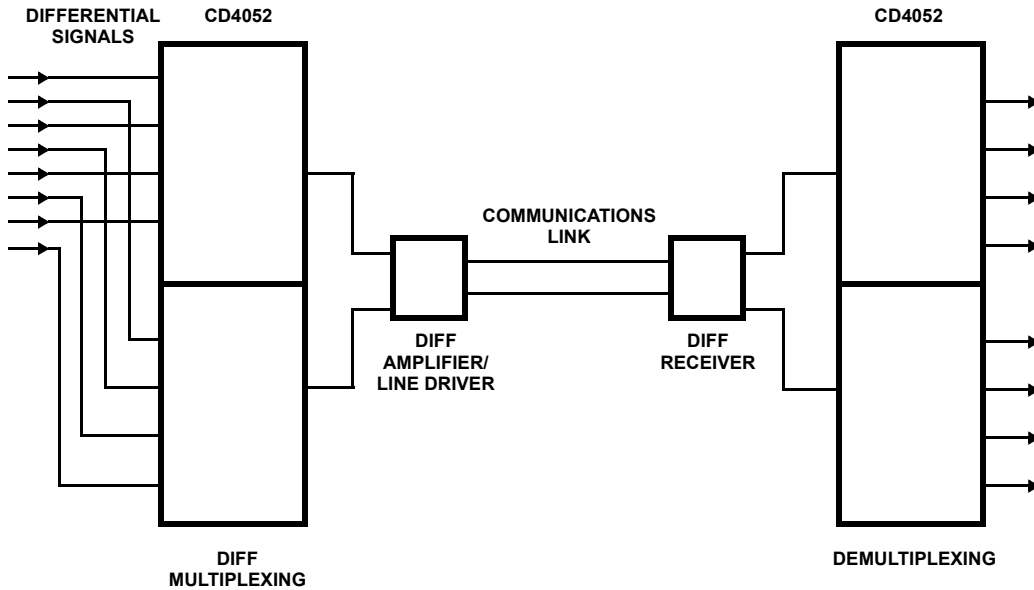 DIFFERENTIAL
SIGNALS
CD4052
CD4052
COMMUNICATIONS
LINK
DIFF
AMPLIFIER/
LINE DRIVER
DIFF
RECEIVER
DIFF
MULTIPLEXING
DEMULTIPLEXING